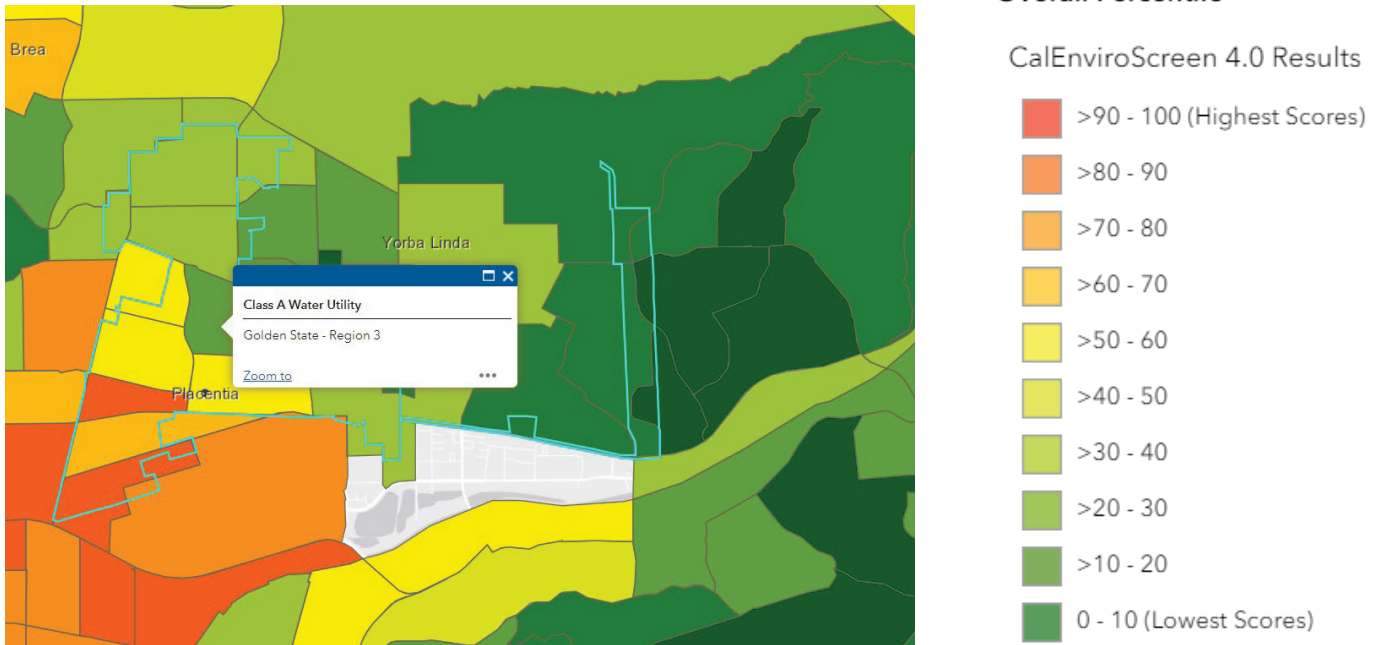 Brea
Yorba Linda
Class A Water Utility
Golden State - Region 3
Zoom to
Placentia
CalEnviroScreen 4.0 Results
>90 - 100 (Highest Scores)
>80 - 90
>70 - 80
>60 - 70
>50 - 60
>40 - 50
>30 - 40
>20 - 30
>10 - 20
0 - 10 (Lowest Scores)